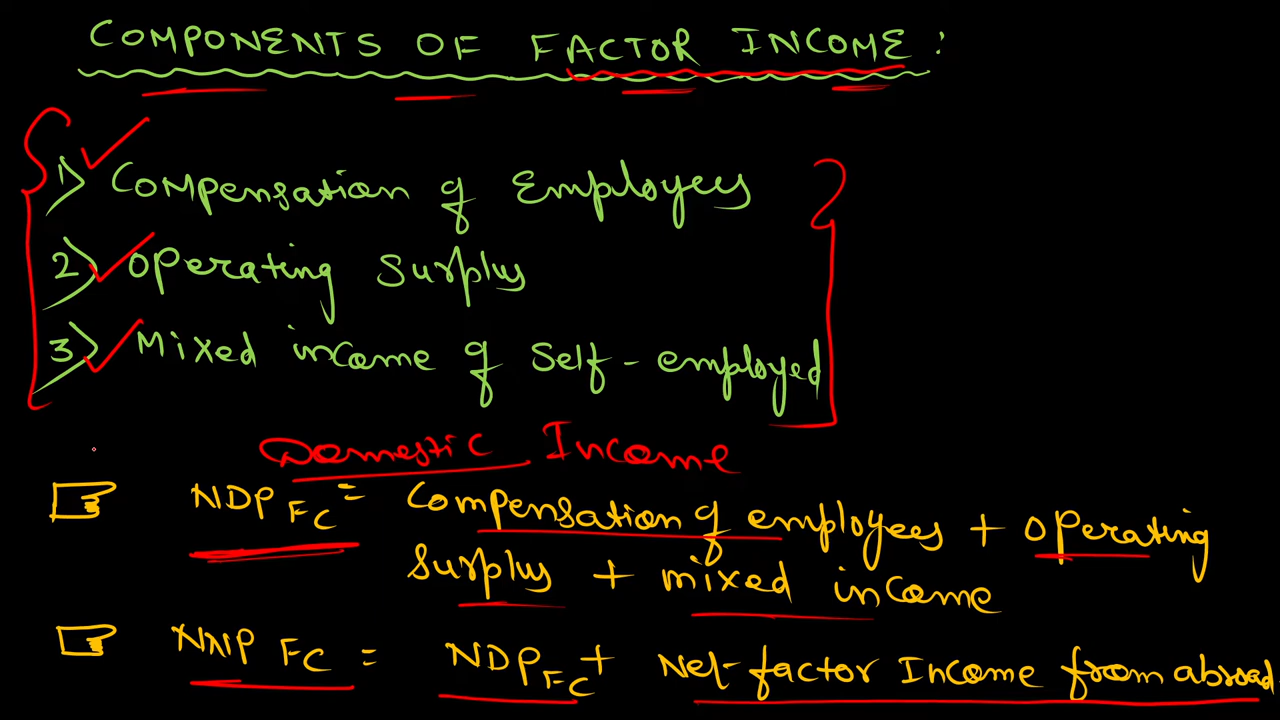 COMPONENTS OF FACTOR INCOME:
1) Compensation of Employees
2) Operating Surplus
3) Mixed income of Self-employed
Domestic Income
NDP FC = Compensation of employees + Operating
Surplus + mixed income
NNP FC = NDP FC + Net-factor Income from abroad